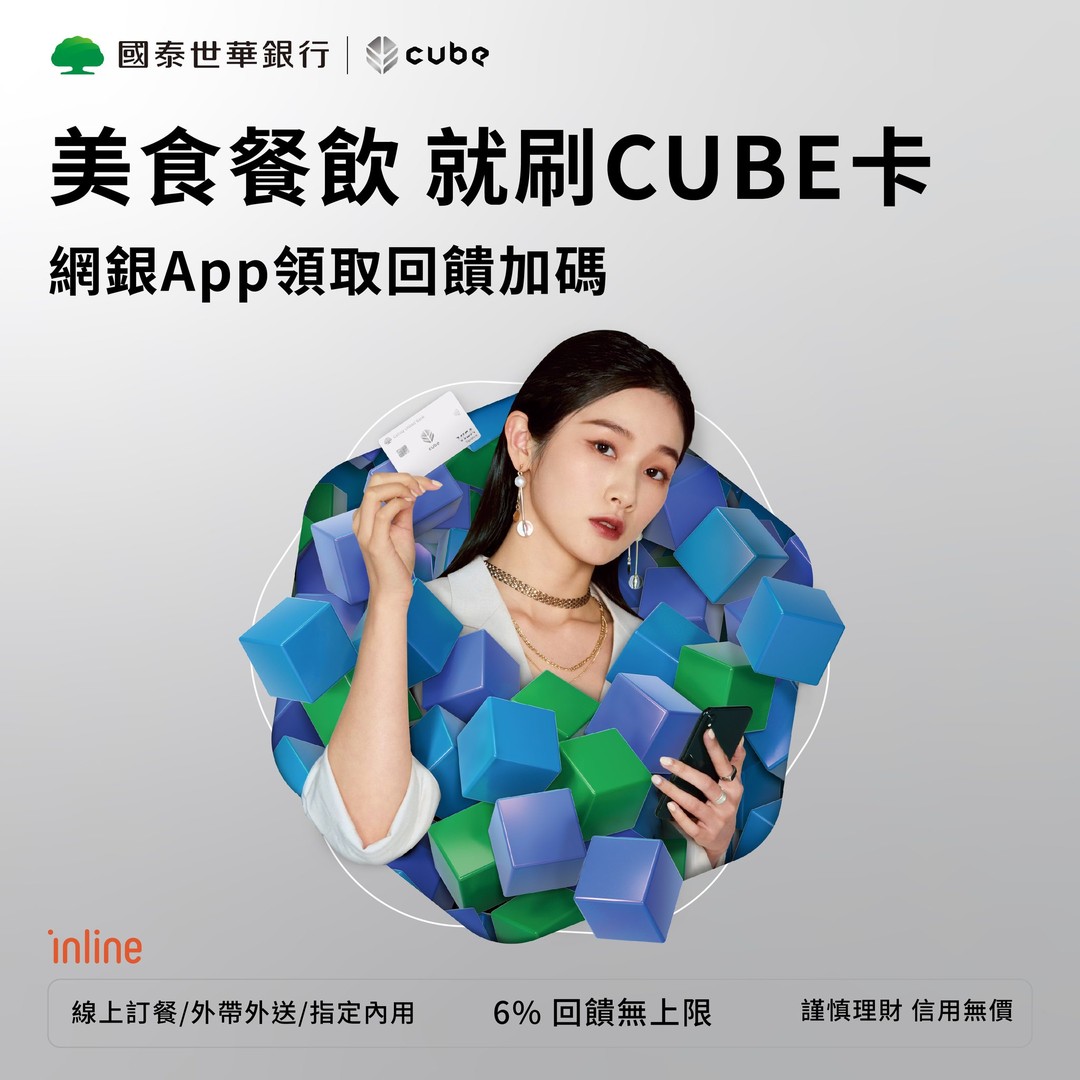 國泰世華銀行 | cube
美食餐飲 就刷CUBE卡
網銀App領取回饋加碼
cube
inline
線上訂餐/外帶外送/指定內用 6% 回饋無上限 謹慎理財 信用無價